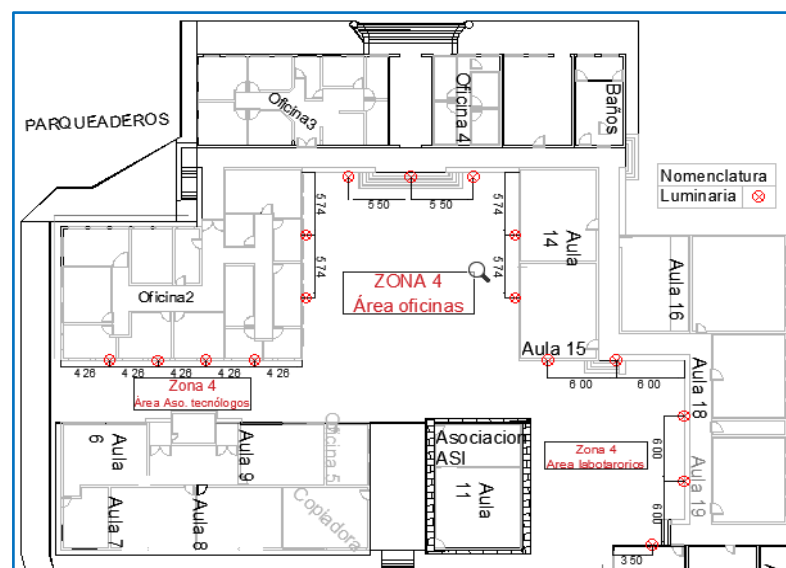 PARQUEADEROS
Oficina3
Oficina 4
Baños
Nomenclatura
Luminaria
5 50
5 50
5 74
5 74
5 74
5 74
Aula 14
ZONA 4
Área oficinas
Aula 16
Oficina2
Aula 15
4 26
4 26
4 26
4 26
4 26
6 00
6 00
Zona 4
Área Aso. tecnólogos
Aula 18
Aula 6
Aula 9
Oficina 5
Asociacion
ASI
Zona 4
Area labotarorios
6 00
Aula 7
Aula 8
Copiadora
Aula 11
Aula 19
6 00
3 50